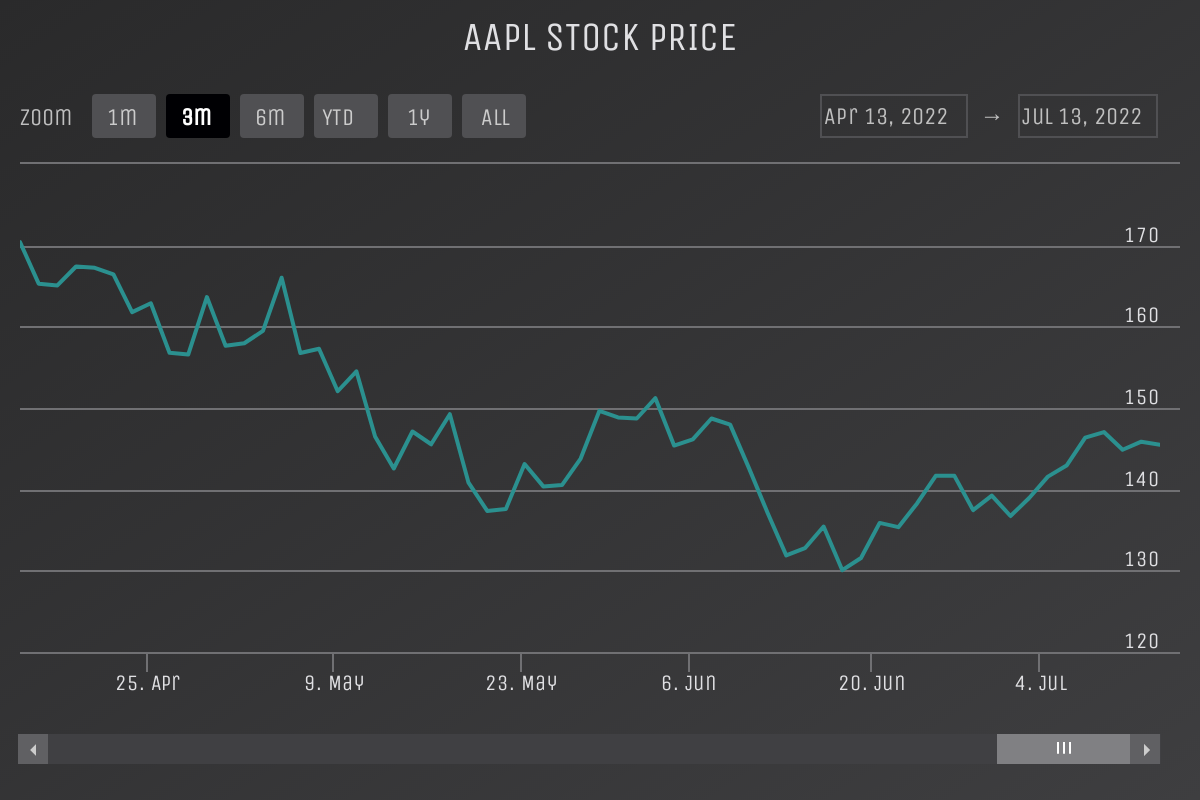 AAPL STOCK PRICE
Zoom 1m 3m 6m YTD 1Y ALL Apr 13, 2022 → Jul 13, 2022
170
160
150
140
130
120
25. Apr 9. May 23. May 6. Jun 20. Jun 4. Jul